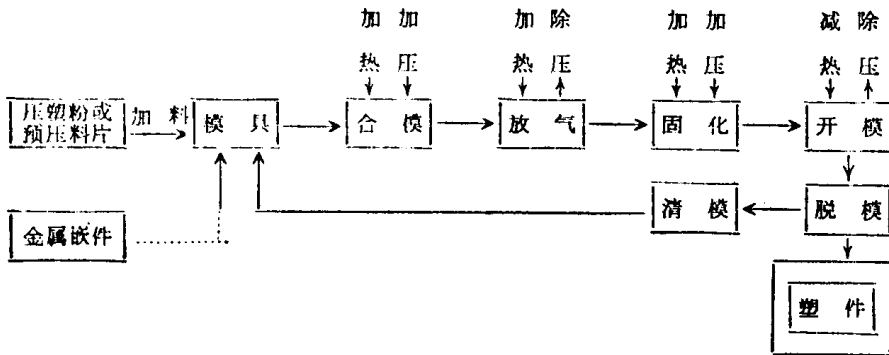 加热 加压
加热 除压
加热 加压
减热 除压
压塑粉或
预压料片
加料
模具
合模
放气
固化
开模
金属嵌件
清模
脱模
塑件